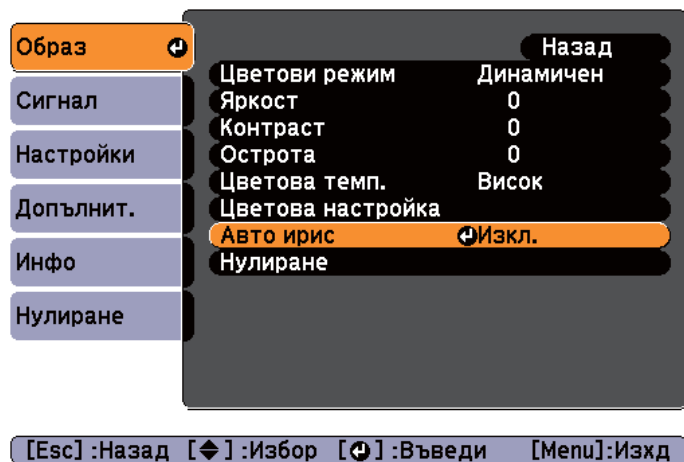 Образ
Сигнал
Настройки
Допълнит.
Инфо
Нулиране
Назад
Цветови режим Динамичен
Яркост 0
Контраст 0
Острота 0
Цветова темп. Висок
Цветова настройка
Авто ирис Изкл.
Нулиране
[Esc] :Назад [ ] :Избор [ ] :Въведи [Menu]:Изхд